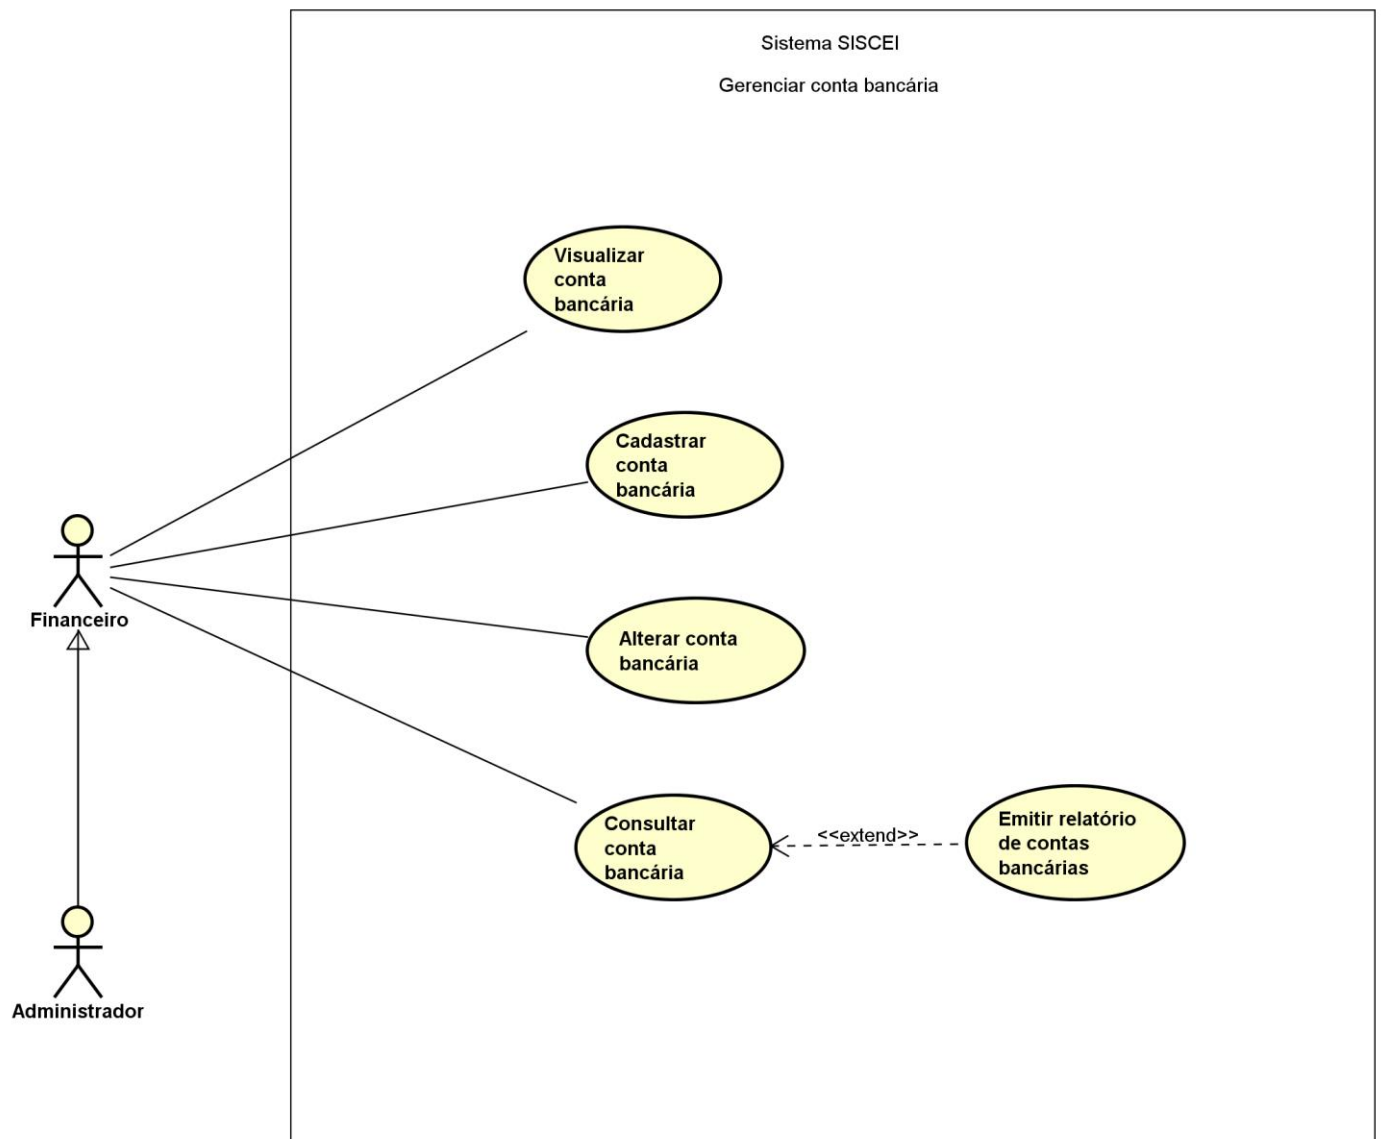 Sistema SISCEI
Gerenciar conta bancária
Visualizar
conta
bancária
Cadastrar
conta
bancária
Financeiro
Alterar conta
bancária
Consultar
conta
bancária
<<extend>>
Emitir relatório
de contas
bancárias
Administrador